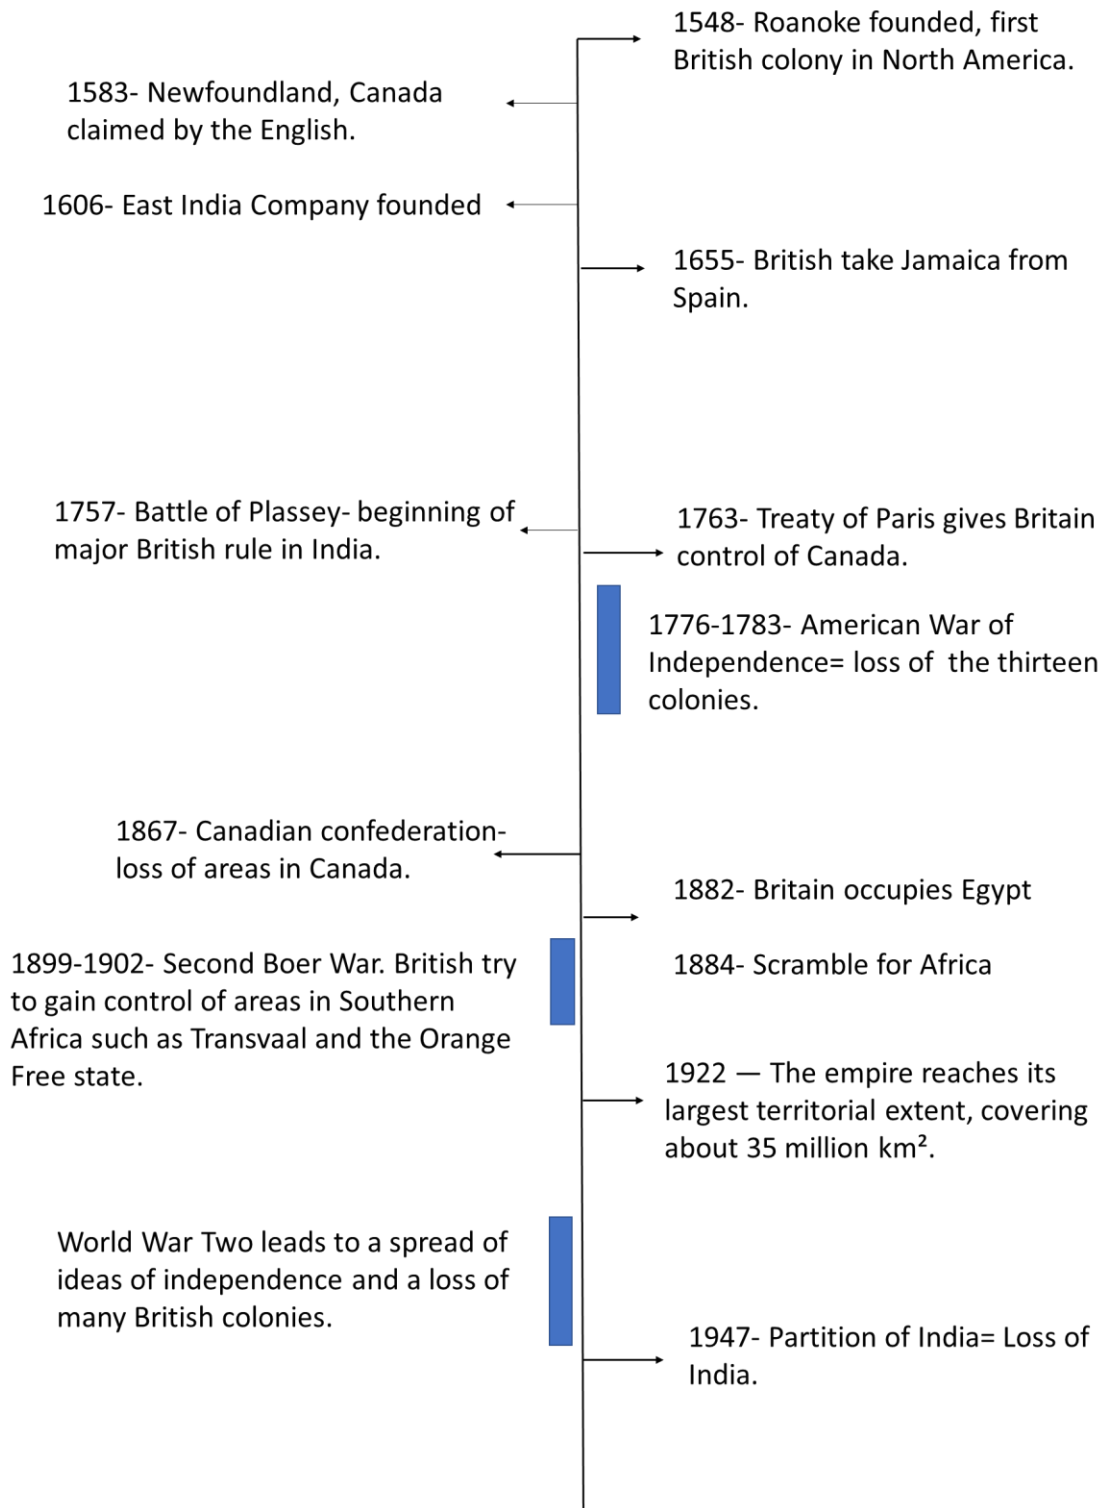 1548- Roanoke founded, first
British colony in North America.
1583- Newfoundland, Canada
claimed by the English.
1606- East India Company founded
1655- British take Jamaica from
Spain.
1757- Battle of Plassey- beginning of
major British rule in India.
1763- Treaty of Paris gives Britain
control of Canada.
1776-1783- American War of
Independence= loss of  the thirteen
colonies.
1867- Canadian confederation-
loss of areas in Canada.
1882- Britain occupies Egypt
1884- Scramble for Africa
1899-1902- Second Boer War. British try
to gain control of areas in Southern
Africa such as Transvaal and the Orange
Free state.
1922 — The empire reaches its
largest territorial extent, covering
about 35 million km².
World War Two leads to a spread of
ideas of independence and a loss of
many British colonies.
1947- Partition of India= Loss of
India.